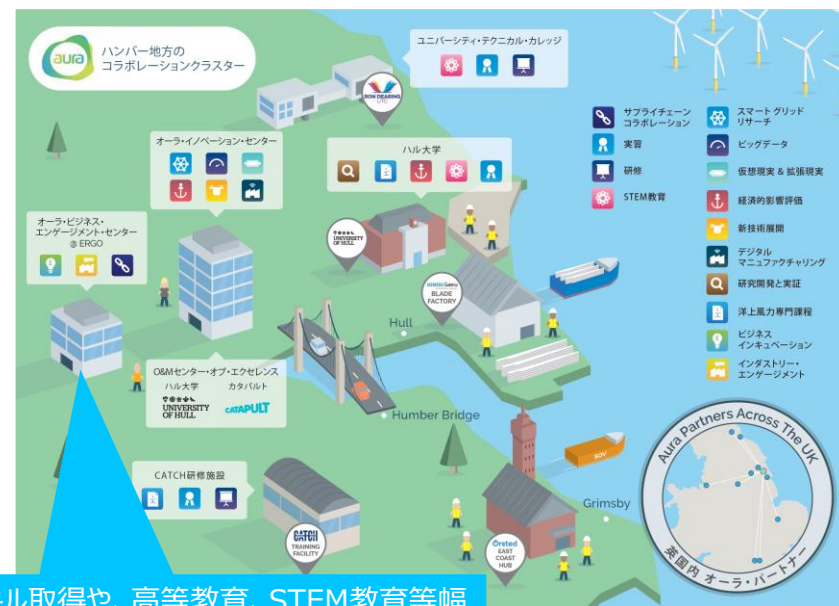 aura
ハンバー地方の
コラボレーションクラスター
ユニバーシティ・テクニカル・カレッジ
RON DEARING
UTC
オーラ・イノベーション・センター
ハル大学
サプライチェーン
コラボレーション
実習
研修
STEM教育
スマート グリッド
リサーチ
ビッグデータ
仮想現実 & 拡張現実
経済的影響評価
新技術展開
デジタル
マニュファクチャリング
研究開発と実証
洋上風力専門課程
ビジネス
インキュベーション
インダストリー・
エンゲージメント
オーラ・ビジネス・
エンゲージメント・センター
@ ERGO
UNIVERSITY
OF HULL
SIEMENS Gamesa
BLADE
FACTORY
Hull
O&Mセンター・オブ・エクセレンス
ハル大学 カタパルト
UNIVERSITY
OF HULL
CATAPULT
Humber Bridge
SOV
Grimsby
CATCH研修施設
CATCH
TRAINING
FACILITY
Orsted
EAST
COAST
HUB
Aura Partners Across The UK
英国内 オーラ・パートナー
ル取得や、高等教育、STEM教育等幅